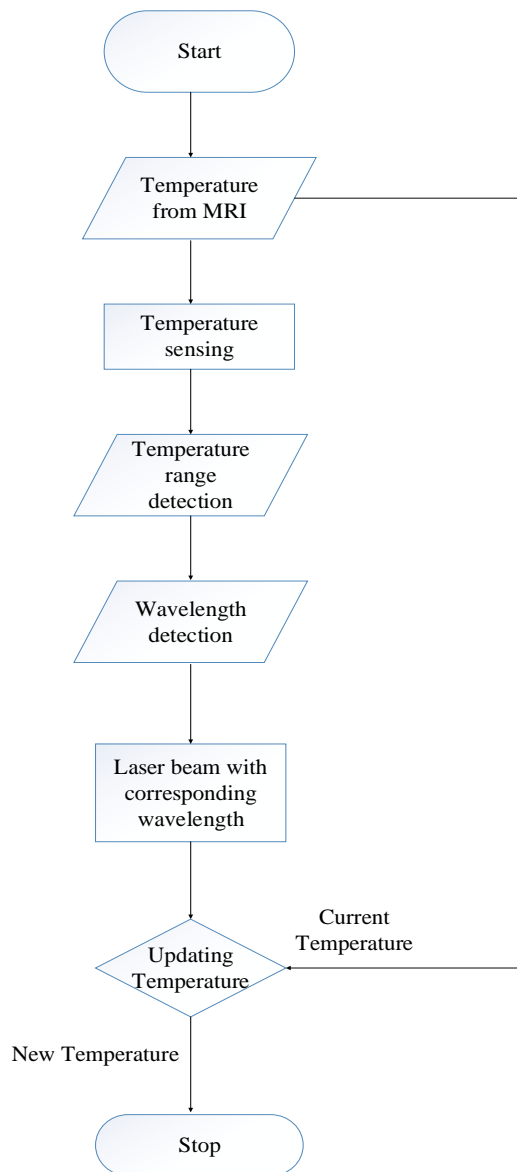 Start
Temperature
from MRI
Temperature
sensing
Temperature
range
detection
Wavelength
detection
Laser beam with
corresponding
wavelength
Current
Temperature
Updating
Temperature
New Temperature
Stop